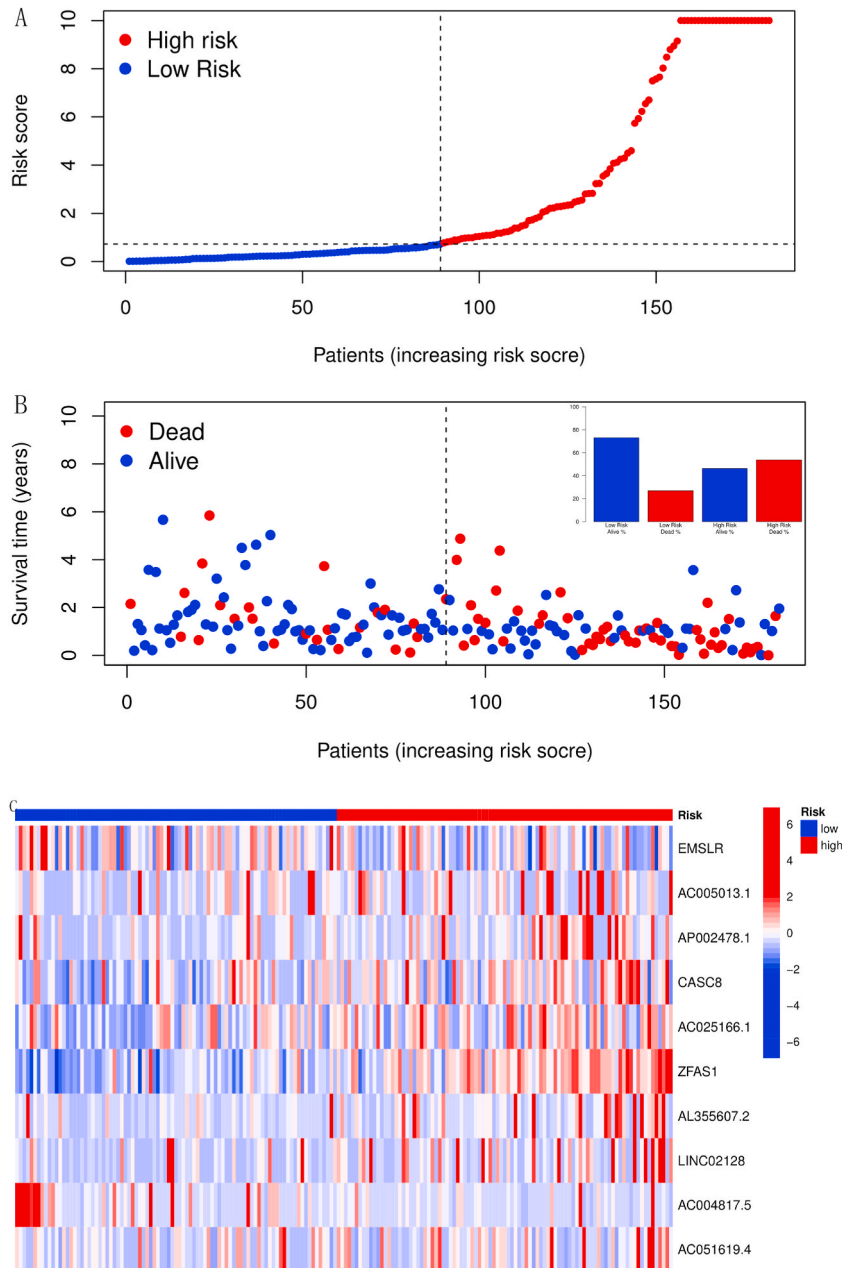 A
High risk
Low Risk
Risk score
0 2 4 6 8 10
0 50 100 150
Patients (increasing risk socre)
B
Dead
Alive
Survival time (years)
0 2 4 6 8 10
0 50 100 150
Patients (increasing risk socre)
0 20 40 60 80 100
Low Risk
Alive %
Low Risk
Dead %
High Risk
Alive %
High Risk
Dead %
C
Risk
EMSLR
AC005013.1
AP002478.1
CASC8
AC025166.1
ZFAS1
AL355607.2
LINC02128
AC004817.5
AC051619.4
6
4
2
0
−2
−4
−6
Risk
low
high